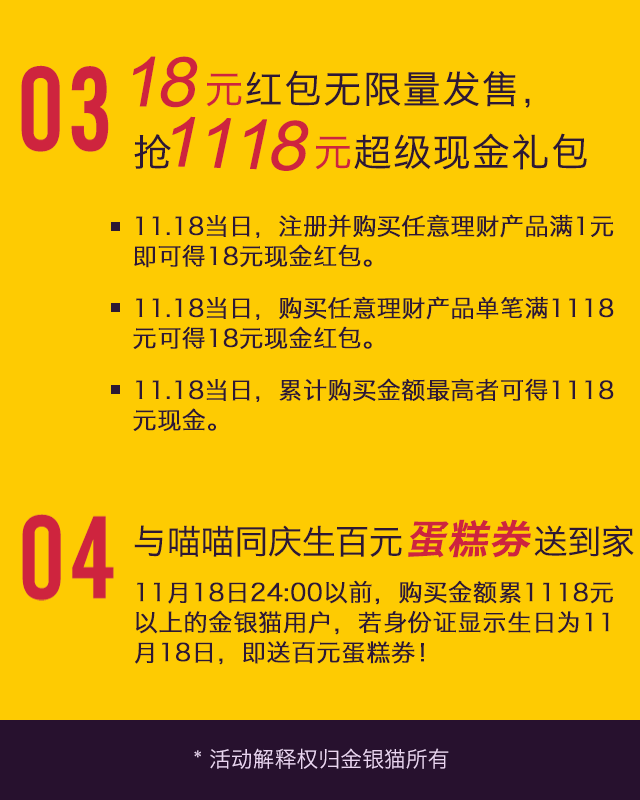 03
18元红包无限量发售，
抢1118元超级现金礼包
11.18当日，注册并购买任意理财产品满1元
即可得18元现金红包。
11.18当日，购买任意理财产品单笔满1118
元可得18元现金红包。
11.18当日，累计购买金额最高者可得1118
元现金。
04
与喵喵同庆生百元蛋糕券送到家
11月18日24:00以前，购买金额累1118元
以上的金银猫用户，若身份证显示生日为11
月18日，即送百元蛋糕券！
* 活动解释权归金银猫所有